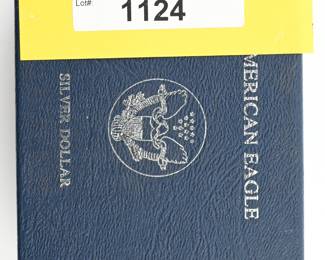 Lot#
1124
MERICAN EAGLE
SILVER DOLLAR